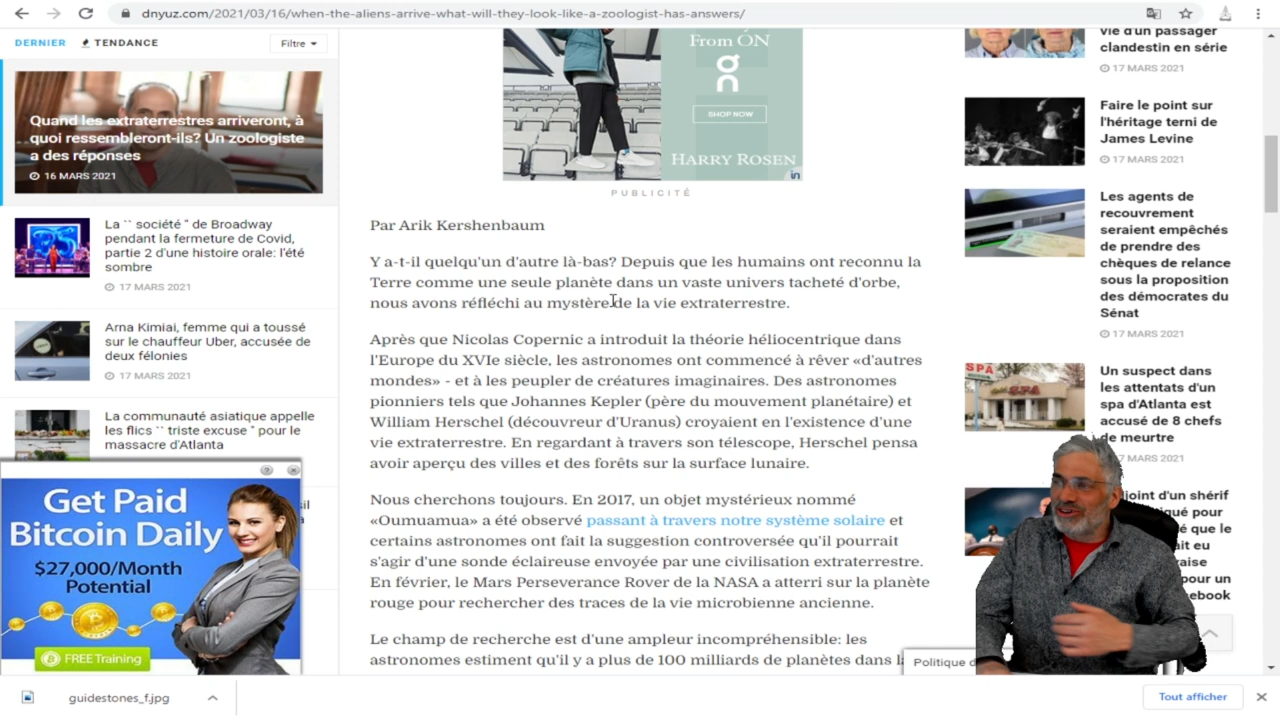 dnyuz.com/2021/03/16/when-the-aliens-arrive-what-will-they-look-like-a-zoologist-has-answers/
DERNIER
TENDANCE
Filtre
Quand les extraterrestres arriveront, à
quoi ressembleront-ils? Un zoologiste
a des réponses
16 MARS 2021
La `` société " de Broadway
pendant la fermeture de Covid,
partie 2 d'une histoire orale: l'été
sombre
17 MARS 2021
Arna Kimiai, femme qui a toussé
sur le chauffeur Uber, accusée de
deux félonies
17 MARS 2021
La communauté asiatique appelle
les flics `` triste excuse " pour le
massacre d'Atlanta
Get Paid
Bitcoin Daily
$27,000/Month
Potential
FREE Training
From ON
SHOP NOW
HARRY ROSEN
in
PUBLICITÉ
Par Arik Kershenbaum
Y a-t-il quelqu'un d'autre là-bas? Depuis que les humains ont reconnu la
Terre comme une seule planète dans un vaste univers tacheté d'orbe,
nous avons réfléchi au mystère de la vie extraterrestre.
Après que Nicolas Copernic a introduit la théorie héliocentrique dans
l'Europe du XVIe siècle, les astronomes ont commencé à rêver «d'autres
mondes» - et à les peupler de créatures imaginaires. Des astronomes
pionniers tels que Johannes Kepler (père du mouvement planétaire) et
William Herschel (découvreur d'Uranus) croyaient en l'existence d'une
vie extraterrestre. En regardant à travers son télescope, Herschel pensa
avoir aperçu des villes et des forêts sur la surface lunaire.
Nous cherchons toujours. En 2017, un objet mystérieux nommé
«Oumuamua» a été observé passant à travers notre système solaire et
certains astronomes ont fait la suggestion controversée qu'il pourrait
s'agir d'une sonde éclaireuse envoyée par une civilisation extraterrestre.
En février, le Mars Perseverance Rover de la NASA a atterri sur la planète
rouge pour rechercher des traces de la vie microbienne ancienne.
Le champ de recherche est d'une ampleur incompréhensible: les
astronomes estiment qu'il y a plus de 100 milliards de planètes dans
vie d'un passager
clandestin en série
17 MARS 2021
Faire le point sur
l'héritage terni de
James Levine
17 MARS 2021
Les agents de
recouvrement
seraient empêchés
de prendre des
chèques de relance
sous la proposition
des démocrates du
Sénat
17 MARS 2021
SPA
SPA
Un suspect dans
les attentats d'un
spa d'Atlanta est
accusé de 8 chefs
de meurtre
MARS 2021
d'un shérif
pour
que le
eu
pour un
Politique
guidestones_f.jpg
Tout afficher